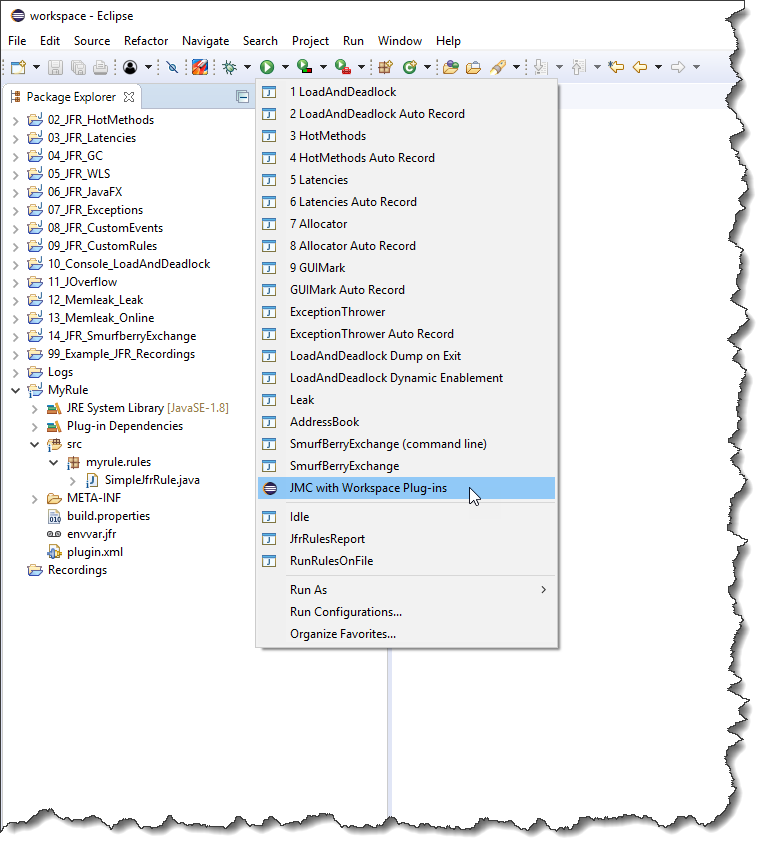 workspace - Eclipse
File Edit Source Refactor Navigate Search Project Run Window Help
Package Explorer
02_JFR_HotMethods
03_JFR_Latencies
04_JFR_GC
05_JFR_WLS
06_JFR_JavaFX
07_JFR_Exceptions
08_JFR_CustomEvents
09_JFR_CustomRules
10_Console_LoadAndDeadlock
11_JOverflow
12_Memleak_Leak
13_Memleak_Online
14_JFR_SmurfberryExchange
99_Example_JFR_Recordings
Logs
MyRule
JRE System Library [JavaSE-1.8]
Plug-in Dependencies
src
myrule.rules
SimpleJfrRule.java
META-INF
build.properties
envvar.jfr
plugin.xml
Recordings
1 LoadAndDeadlock
2 LoadAndDeadlock Auto Record
3 HotMethods
4 HotMethods Auto Record
5 Latencies
6 Latencies Auto Record
7 Allocator
8 Allocator Auto Record
9 GUIMark
GUIMark Auto Record
ExceptionThrower
ExceptionThrower Auto Record
LoadAndDeadlock Dump on Exit
LoadAndDeadlock Dynamic Enablement
Leak
AddressBook
SmurfBerryExchange (command line)
SmurfBerryExchange
JMC with Workspace Plug-ins
Idle
JfrRulesReport
RunRulesOnFile
Run As
Run Configurations...
Organize Favorites...